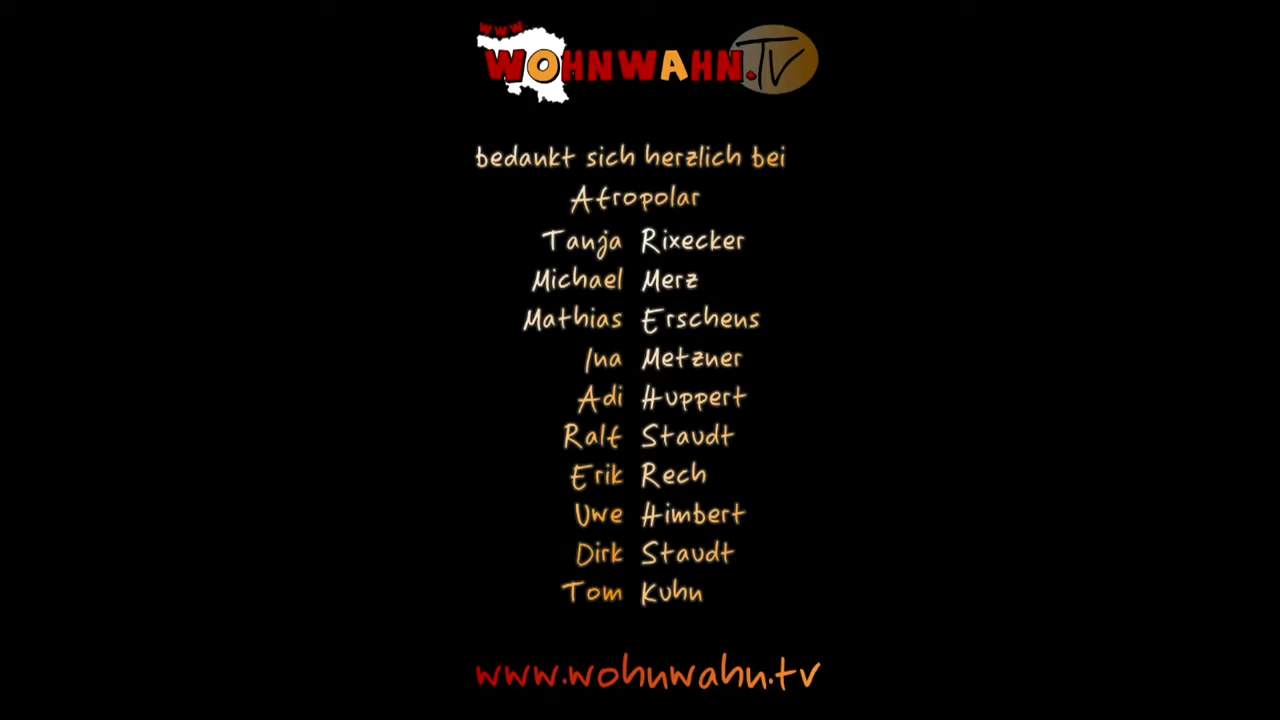 www
WOHNWAHN.TV
bedankt sich herzlich bei
Afropolar
Tanja Rixecker
Michael Merz
Mathias Erschens
Ina Metzner
Adi Huppert
Ralf Staudt
Erik Rech
Uwe Himbert
Dirk Staudt
Tom Kuhn
www.wohnwahn.tv